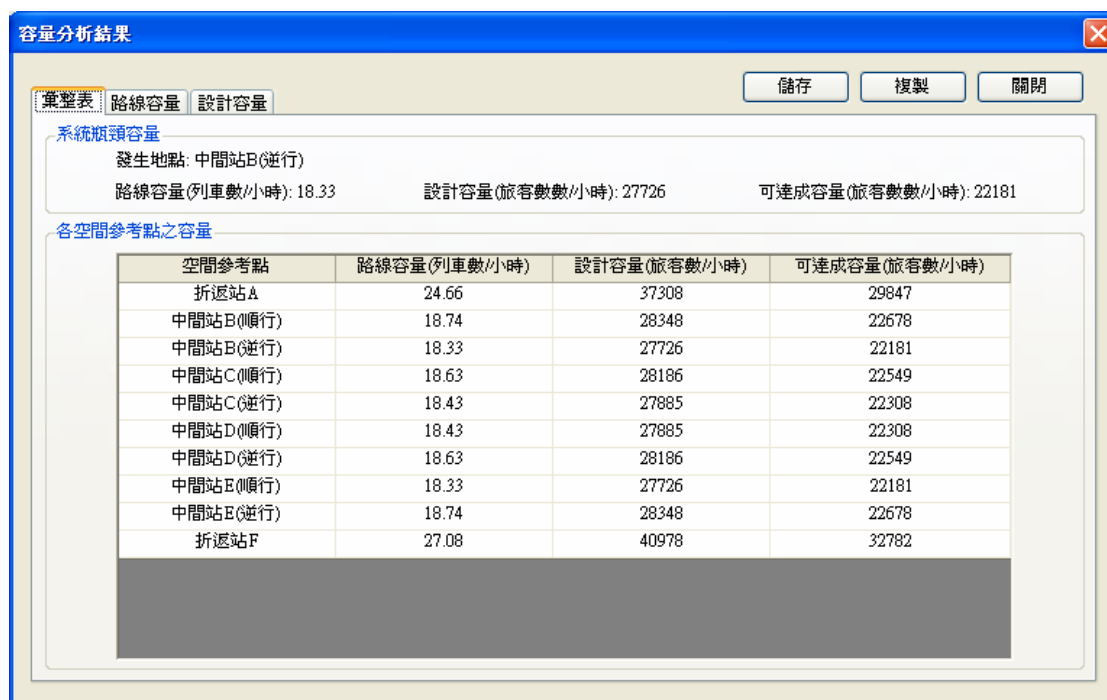 容量分析結果
儲存 複製 關閉
彙整表 路線容量 設計容量
系統瓶頸容量
發生地點: 中間站B(逆行)
路線容量(列車數/小時): 18.33 設計容量(旅客數數/小時): 27726 可達成容量(旅客數數/小時): 22181
各空間參考點之容量
空間參考點 路線容量(列車數/小時) 設計容量(旅客數/小時) 可達成容量(旅客數/小時)
折返站A 24.66 37308 29847
中間站B(順行) 18.74 28348 22678
中間站B(逆行) 18.33 27726 22181
中間站C(順行) 18.63 28186 22549
中間站C(逆行) 18.43 27885 22308
中間站D(順行) 18.43 27885 22308
中間站D(逆行) 18.63 28186 22549
中間站E(順行) 18.33 27726 22181
中間站E(逆行) 18.74 28348 22678
折返站F 27.08 40978 32782